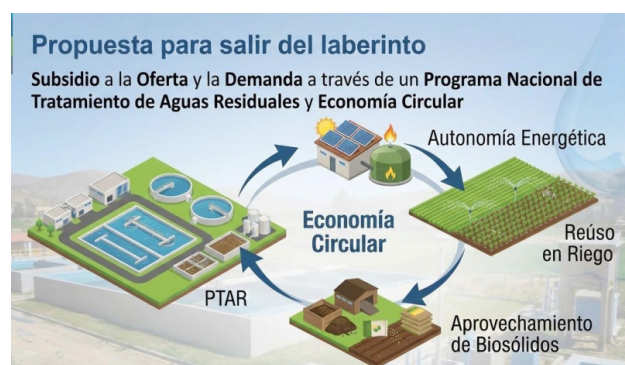 Propuesta para salir del laberinto
Subsidio a la Oferta y la Demanda a través de un Programa Nacional de
Tratamiento de Aguas Residuales y Economía Circular
Autonomía Energética
Economía
Circular
Reúso
en Riego
PTAR
Aprovechamiento
de Biosólidos